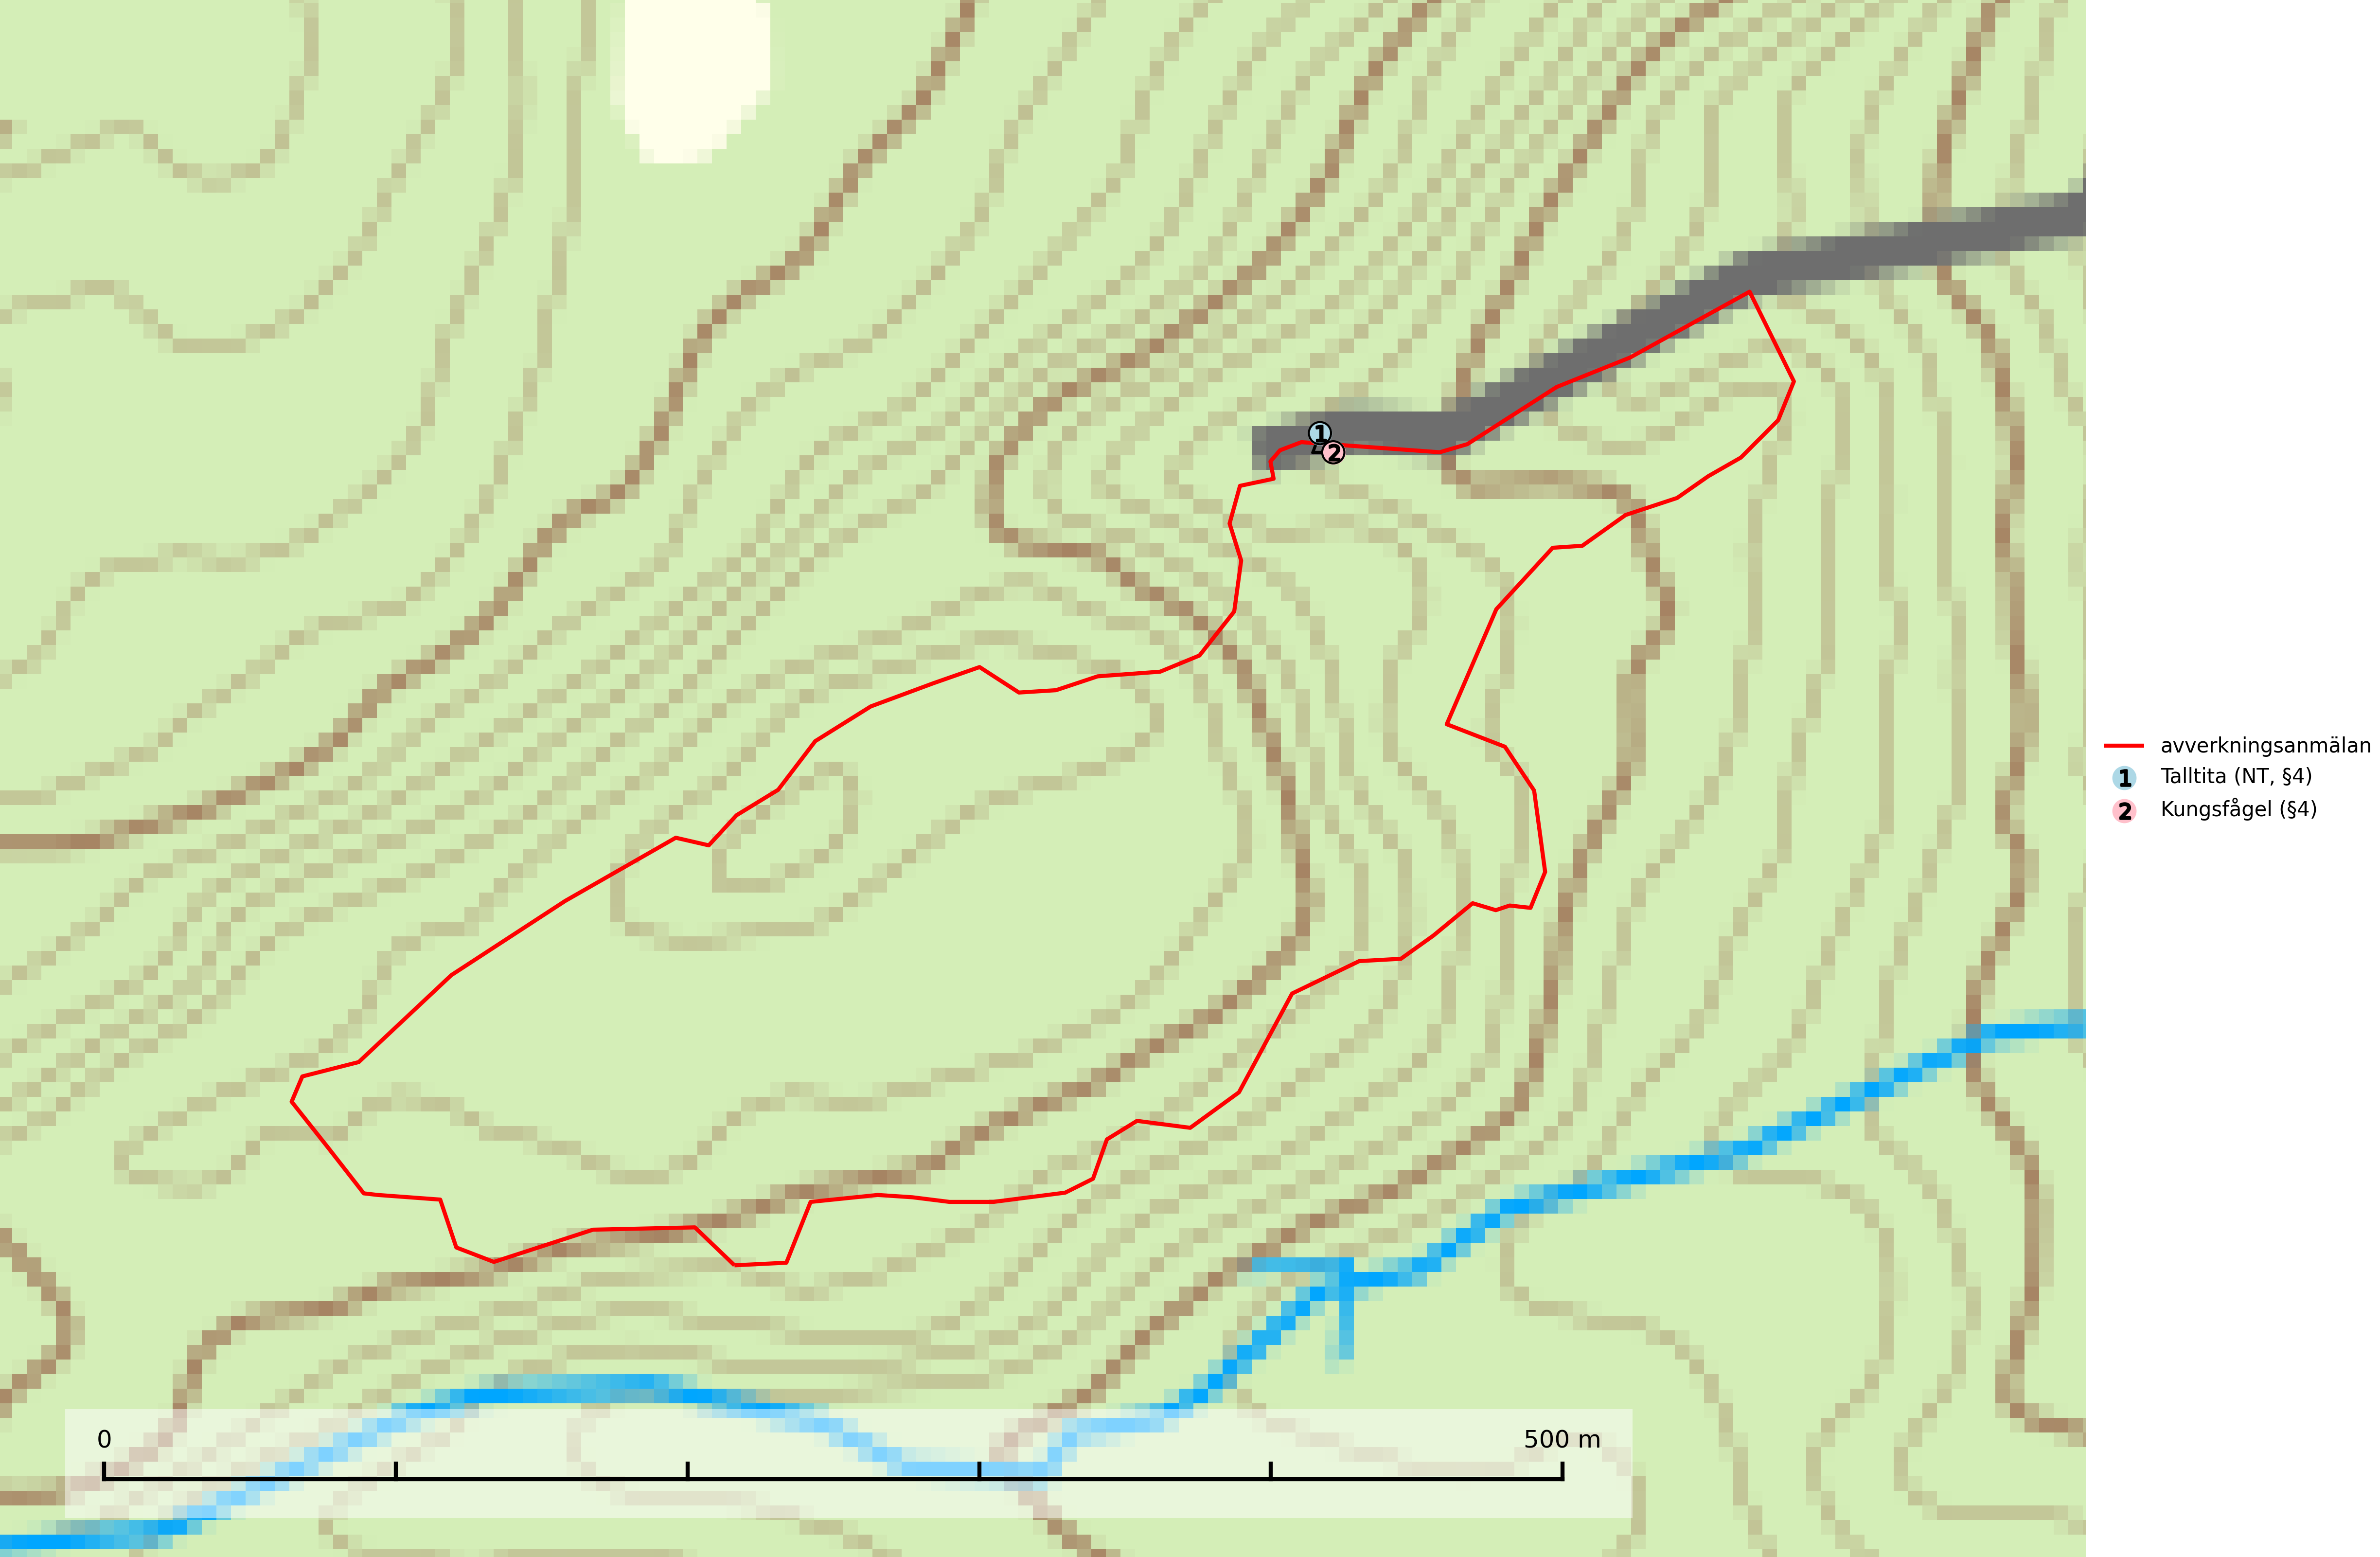 1
2
avverkningsanmälan
1 Talltita (NT, §4)
2 Kungsfågel (§4)
0 500 m